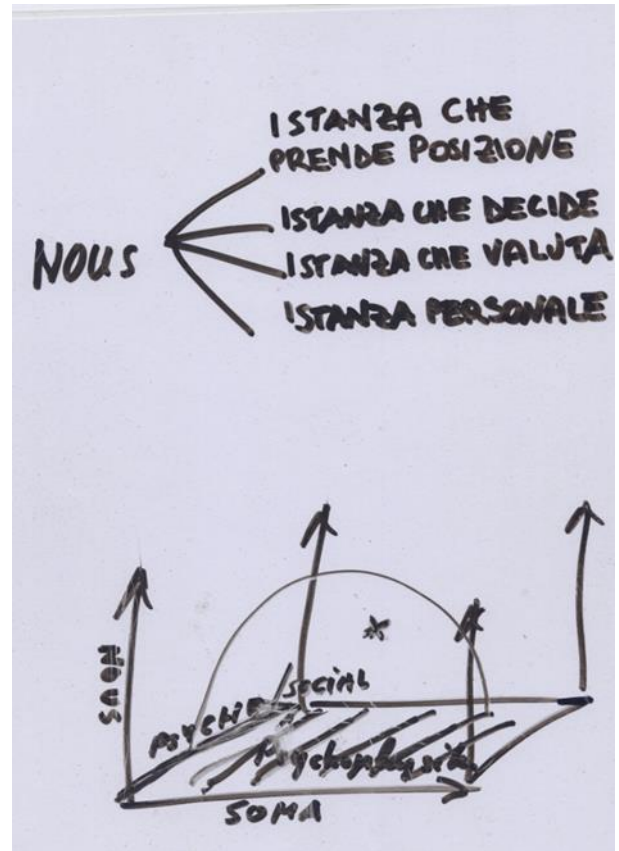 ISTANZA CHE
PRENDE POSIZIONE
NOUS
ISTANZA CHE DECIDE
ISTANZA CHE VALUTA
ISTANZA PERSONALE
NOUS
PSYCHE
SOCIAL
SOMA